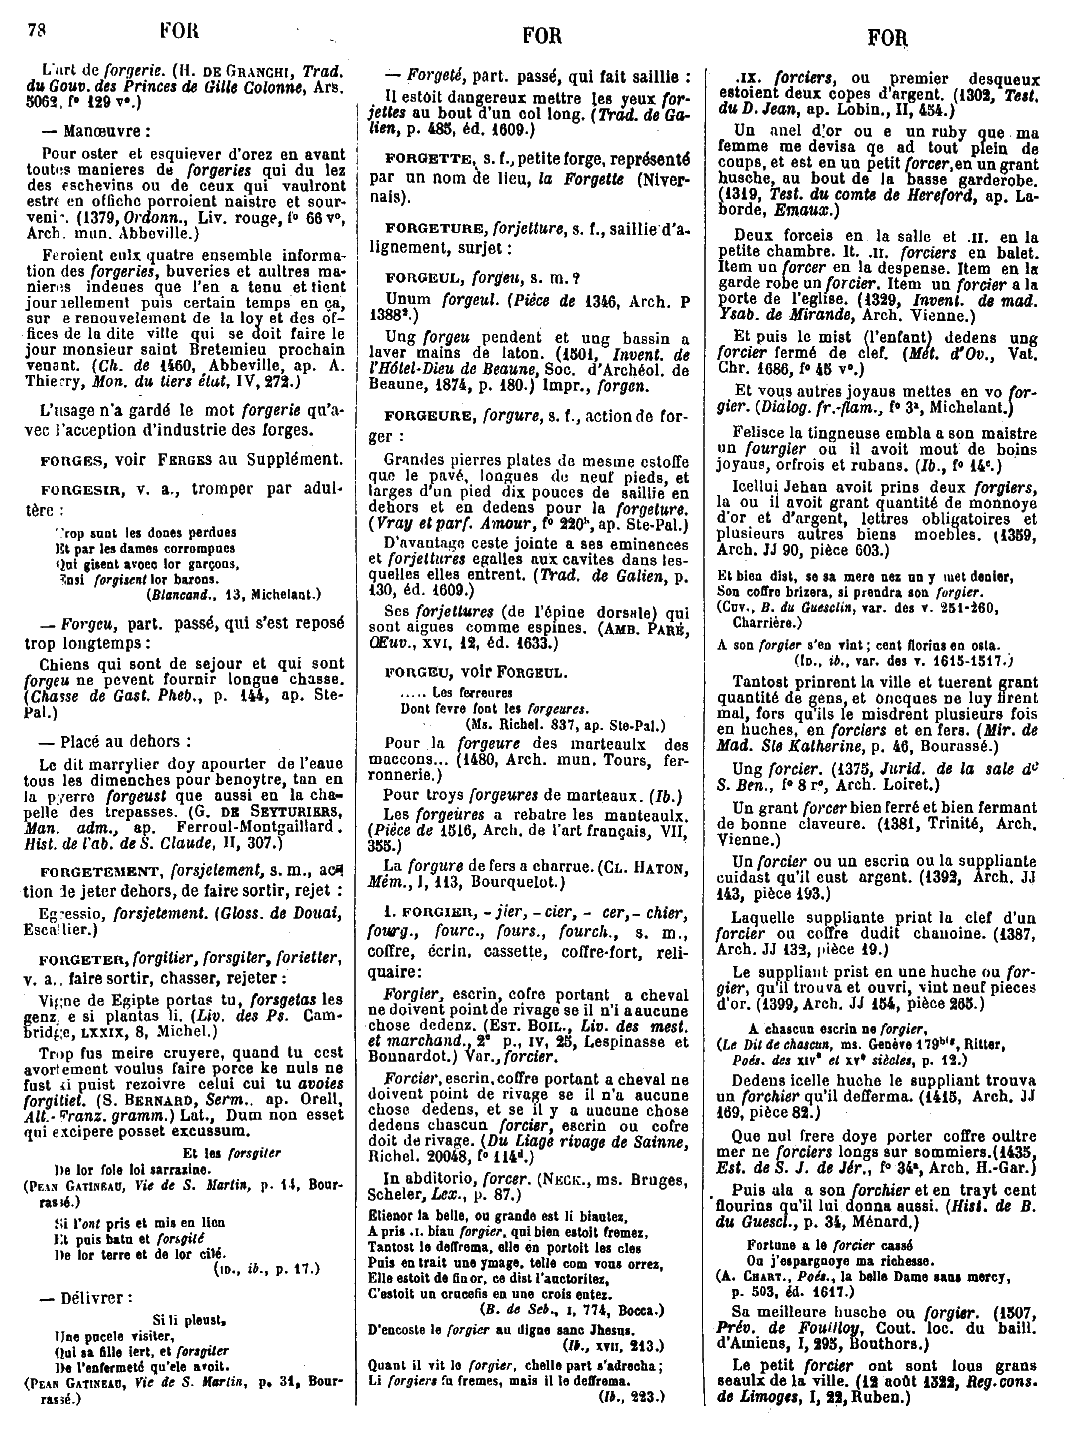 78 FOR FOR FOR
L'art de forgerie. (H. DE GRANCHI, Trad.
du Gouv. des Princes de Gille Colonne, Ars.
5062, f° 129 v°.)
— Manœuvre :
Pour oster et esquiver d'orez en avant
toutes manieres de forgeries qui du lez
des eschevins ou de ceux qui vaulront
estre en offiche porroient naistre et sour-
venir. (1379, Ordonn., Liv. rouge, f° 66 v°,
Arch. mun. Abbeville.)
Feroient eulx quatre ensemble informa-
tion des forgeries, buveries et aultres ma-
nieres indeues que l'en a tenu et tient
journellement puis certain temps en ça,
sur e renouvelement de la loy et des of-
fices de la dite ville qui se doit faire le
jour monsieur saint Bretemieu prochain
venant. (Ch. de 1460, Abbeville, ap. A.
Thierry, Mon. du tiers état, IV, 272.)
L'usage n'a gardé le mot forgerie qu'a-
vec l'acception d'industrie des forges.
FORGES, voir FERGES au Supplément.
FORGESIR, v. a., tromper par adul-
tère :
Trop sunt les dones perdues
Et par les dames corrompues
Qui gisent avoec lor garçons,
Ensi forgisent lor barons.
(Blancand., 13, Michelant.)
— Forgeu, part. passé, qui s'est reposé
trop longtemps :
Chiens qui sont de sejour et qui sont
forgeu ne pevent fournir longue chasse.
(Chasse de Gast. Pheb., p. 144, ap. Ste-
Pal.)
— Placé au dehors :
Le dit marrylier doy apourter de l'eaue
tous les dimenches pour benoytre, tan en
la pyerro forgeust que aussi en la cha-
pelle des trepasses. (G. DE SEYTURIERS,
Man. adm., ap. Ferroul-Montgaillard.
Hist. de l'ab. de S. Claude, II, 307.)
FORGETEMENT, forsjetement, s. m., ac-
tion de jeter dehors, de faire sortir, rejet :
Egressio, forsjetement. (Gloss. de Douai,
Escallier.)
FORGETER, forgitier, forsgiter, forietter,
v. a., faire sortir, chasser, rejeter :
Vigne de Egipte portas tu, forsgetas les
genz e si plantas li. (Liv. des Ps. Cam-
bridge, LXXIX, 8, Michel.)
Trop fus meire cruyere, quand tu cest
avortement voulus faire porce ke nuls ne
fust ki puist rezoivre celui cui tu avoies
forgitiet. (S. BERNARD, Serm., ap. Orell,
Alt.-Franz. gramm.) Lat., Dum non esset
qui excipere posset excussum.
Et les forsgiter
De lor fole loi sarrasine.
(PEAN GATINEAU, Vie de S. Martin, p. 14, Bour-
rassé.)
Si l'ont pris et mis en lien
Et puis batu et forsgité
De lor terre et de lor cité.
(ID., ib., p. 17.)
— Délivrer :
Si li pleust,
Une pucele visiter,
Qui sa fille iert, et forsgiter
De l'enfermeté qu'ele avoit.
(PEAN GATINEAU, Vie de S. Martin, p. 31, Bour-
rassé.)
— Forgeté, part. passé, qui fait saillie :
Il estoit dangereux mettre les yeux for-
jettes au bout d'un col long. (Trad. de Ga-
lien, p. 485, éd. 1609.)
FORGETTE, s. f., petite forge, représenté
par un nom de lieu, la Forgette (Niver-
nais).
FORGETURE, forjetture, s. f., saillie d'a-
lignement, surjet :
FORGEUL, forgeu, s. m. ?
Unum forgeul. (Pièce de 1346, Arch. P
1388².)
Ung forgeu pendent et ung bassin a
laver mains de laton. (1501, Invent. de
l'Hôtel-Dieu de Beaune, Soc. d'Archéol. de
Beaune, 1874, p. 180.) Impr., forgen.
FORGEURE, forgure, s. f., action de for-
ger :
Grandes pierres plates de mesme estoffe
que le pavé, longues de neuf pieds, et
larges d'un pied dix pouces de saillie en
dehors et en dedens pour la forgeture.
(Vray et parf. Amour, f° 220ᵇ, ap. Ste-Pal.)
D'avantage ceste jointe a ses eminences
et forjettures egalles aux cavites dans les-
quelles elles entrent. (Trad. de Galien, p.
130, éd. 1609.)
Ses forjettures (de l'épine dorsale) qui
sont aigues comme espines. (AMB. PARÉ,
Œuv., XVI, 12, éd. 1633.)
FORGEU, voir FORGEUL.
..... Les ferreures
Dont fevre font les forgeures.
(Ms. Richel. 837, ap. Ste-Pal.)
Pour la forgeure des marteaulx des
maccons... (1480, Arch. mun. Tours, fer-
ronnerie.)
Pour troys forgeures de marteaux. (Ib.)
Les forgeures a rebatre les manteaulx.
(Pièce de 1516, Arch. de l'art français, VII,
355.)
La forgure de fers a charrue. (CL. HATON,
Mém., I, 113, Bourquelot.)
1. FORGIER, - jier, - cier, - cer, - chier,
fourg., fourc., fours., fourch., s. m.,
coffre, écrin, cassette, coffre-fort, reli-
quaire :
Forgier, escrin, cofre portant a cheval
ne doivent point de rivage se il n'i a aucune
chose dedenz. (EST. BOIL., Liv. des mest.
et marchand., 2ᵉ p., IV, 25, Lespinasse et
Bonnardot.) Var., forcier.
Forcier, escrin, coffre portant a cheval ne
doivent point de rivage se il n'a aucune
chose dedens, et se il y a aucune chose
dedens chascun forcier, escrin ou cofre
doit de rivage. (Du Liage rivage de Sainne,
Richel. 20048, f° 114ᵈ.)
In abditorio, forcer. (NECK., ms. Bruges,
Scheler, Lex., p. 87.)
Elienor la belle, ou grande est li biautez,
A pris .I. biau forgier, qui bien estoit fremez,
Tantost le deffrema, elle en portoit les cles
Puis en trait une ymage, telle com vous orrez,
Elle estoit de fin or, ce dist l'auctoritez,
C'estoit un crucefis en une crois entez.
(B. de Seb., I, 774, Bocca.)
D'encoste le forgier au digne sanc Jhesus.
(Ib., XVII, 213.)
Quant il vit le forgier, chelle part s'adrecha ;
Li forgiers fu fremes, mais il le deffrema.
(Ib., 223.)
.IX. forciers, ou premier desqueux
estoient deux copes d'argent. (1302, Test.
du D. Jean, ap. Lobin., II, 454.)
Un anel d'or ou e un ruby que ma
femme me devisa qe ad tout plein de
coups, et est en un petit forcer, en un grant
husche, au bout de la basse garderobe.
(1319, Test. du comte de Hereford, ap. La-
borde, Emaux.)
Deux forceis en la salle et .II. en la
petite chambre. It. .II. forciers en balet.
Item un forcer en la despense. Item en la
garde robe un forcier. Item un forcier a la
porte de l'eglise. (1329, Invent. de mad.
Ysab. de Mirande, Arch. Vienne.)
Et puis le mist (l'enfant) dedens ung
forcier fermé de clef. (Mét. d'Ov., Vat.
Chr. 1686, f° 45 v°.)
Et vous autres joyaus mettes en vo for-
gier. (Dialog. fr.-flam., f° 3ᵃ, Michelant.)
Felisce la tingneuse embla a son maistre
un fourgier ou il avoit mout de boins
joyaus, orfrois et rubans. (Ib., f° 14ᶜ.)
Icellui Jehan avoit prins deux forgiers,
la ou il avoit grant quantité de monnoye
d'or et d'argent, lettres obligatoires et
plusieurs autres biens moebles. (1359,
Arch. JJ 90, pièce 603.)
Et bien dist, se sa mere nez un y met denier,
Son coffre brizera, si prendra son forgier.
(CUV., B. du Guesclin, var. des v. 251-260,
Charrière.)
A son forgier s'en vint ; cent florins en osta.
(ID., ib., var. des v. 1615-1517.)
Tantost prinrent la ville et tuerent grant
quantité de gens, et oncques ne luy firent
mal, fors qu'ils le misdrent plusieurs fois
en huches, en forciers et en fers. (Mir. de
Mad. Ste Katherine, p. 46, Bourassé.)
Ung forcier. (1375, Jurid. de la sale de
S. Ben., f° 8 r°, Arch. Loiret.)
Un grant forcer bien ferré et bien fermant
de bonne claveure. (1381, Trinité, Arch.
Vienne.)
Un forcier ou un escrin ou la suppliante
cuidast qu'il eust argent. (1392, Arch. JJ
143, pièce 193.)
Laquelle suppliante print la clef d'un
forcier ou coffre dudit chanoine. (1387,
Arch. JJ 132, pièce 19.)
Le suppliant prist en une huche ou for-
gier, qu'il trouva et ouvri, vint neuf pieces
d'or. (1399, Arch. JJ 154, pièce 265.)
A chascun escrin ne forgier,
(Le Dit de chascun, ms. Genève 179ᵇⁱˢ, Ritter,
Poés. des XIVᵉ et XVᵉ siècles, p. 12.)
Dedens icelle huche le suppliant trouva
un forchier qu'il defferma. (1415, Arch. JJ
169, pièce 82.)
Que nul frere doye porter coffre oultre
mer ne forciers longs sur sommiers. (1435,
Est. de S. J. de Jér., f° 34ᵃ, Arch. H.-Gar.)
Puis ala a son forchier et en trayt cent
flourins qu'il lui donna aussi. (Hist. de B.
du Guescl., p. 34, Ménard.)
Fortune a le forcier cassé
Ou j'espargnoye ma richesse.
(A. CHART., Poés., la belle Dame sans mercy,
p. 503, éd. 1617.)
Sa meilleure husche ou forgier. (1507,
Prév. de Fouilloy, Cout. loc. du baill.
d'Amiens, I, 295, Bouthors.)
Le petit forcier ont sont lous grans
seaulx de la ville. (12 août 1322, Reg. cons.
de Limoges, I, 22, Ruben.)